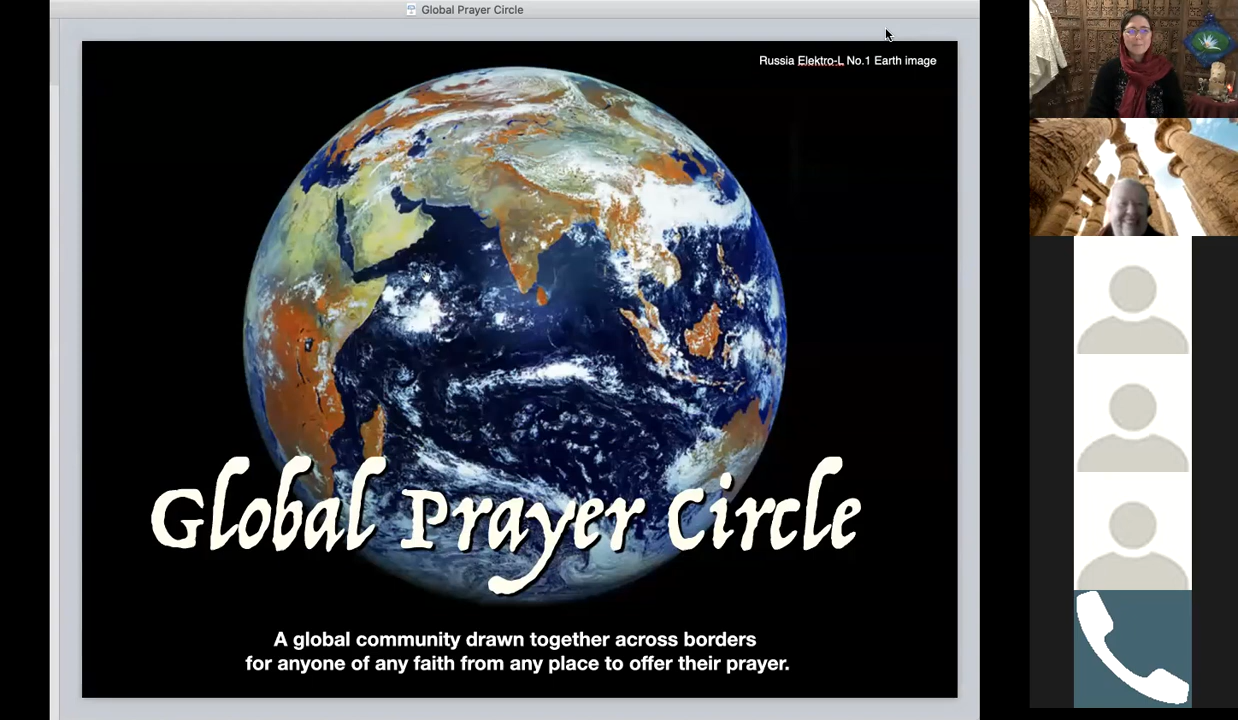 Global Prayer Circle
Russia Elektro-L No.1 Earth image
Global Prayer Circle
A global community drawn together across borders
for anyone of any faith from any place to offer their prayer.